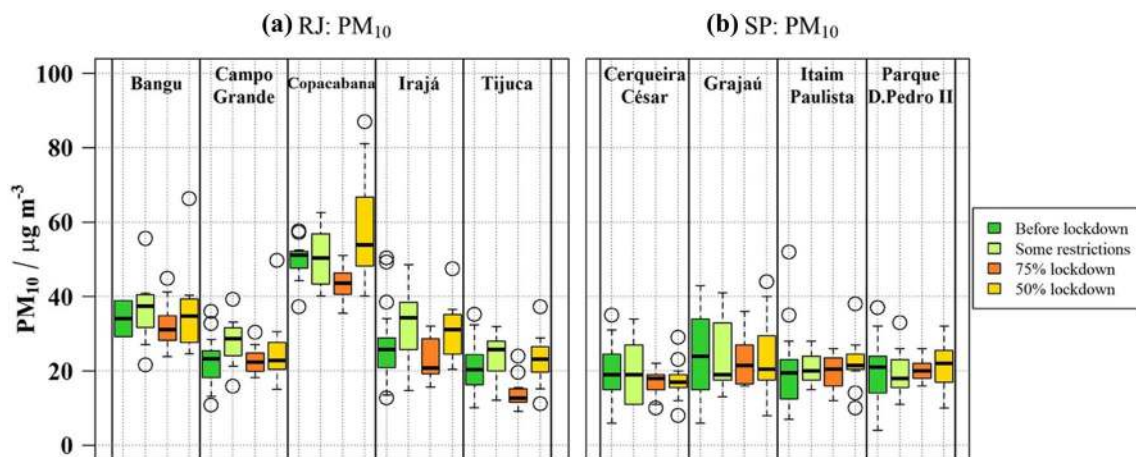 (a) RJ: PM₁₀
(b) SP: PM₁₀
PM₁₀ / μg m⁻³
100
80
60
40
20
0
Bangu
Campo
Grande
Copacabana
Irajá
Tijuca
Cerqueira
César
Grajaú
Itaim
Paulista
Parque
D.Pedro II
Before lockdown
Some restrictions
75% lockdown
50% lockdown